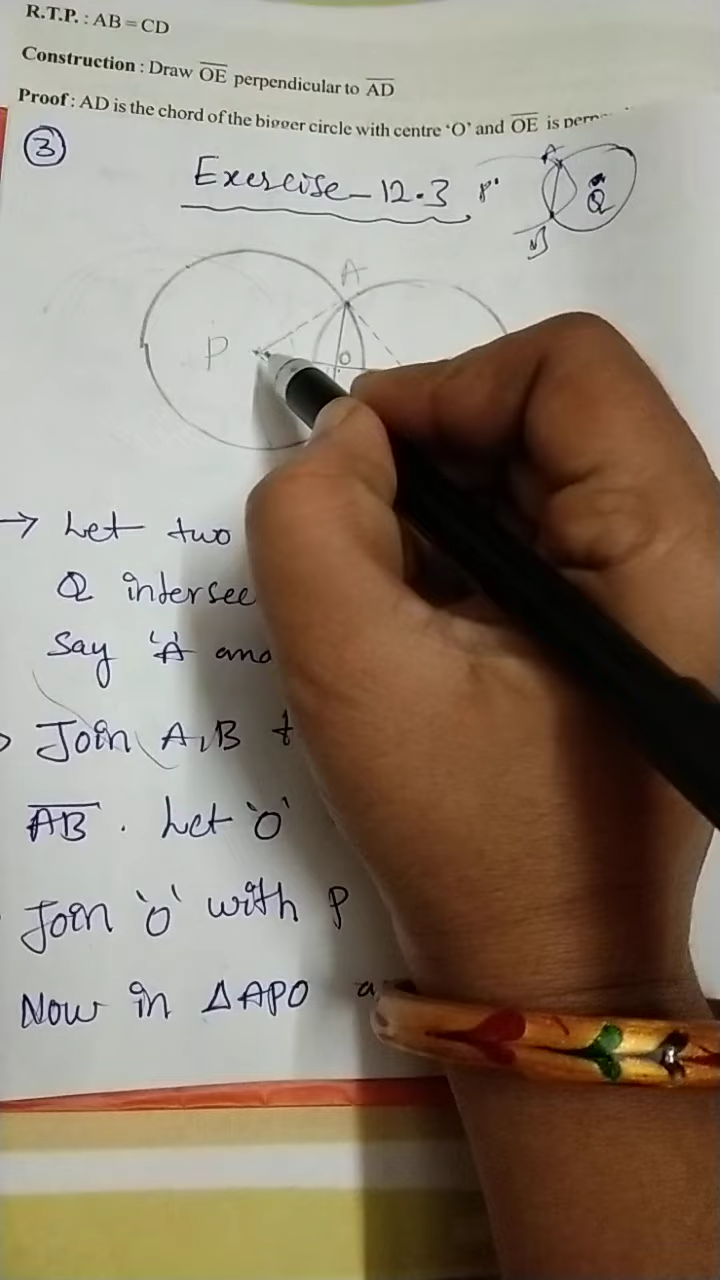 R.T.P. : AB = CD
Construction : Draw OE perpendicular to AD
Proof : AD is the chord of the bigger circle with centre ‘O’ and OE is
③
Exercise - 12.3
P
A
Q
B
A
P
O
→ Let two
Q interse
Say ‘A’ and
Join A,B
AB . Let ‘O’
Join ‘O’ with P
Now in ΔAPO